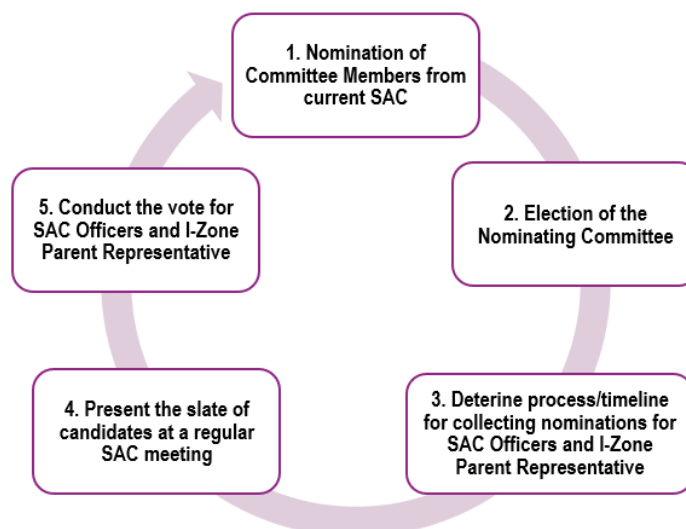 1. Nomination of
Committee Members from
current SAC
2. Election of the
Nominating Committee
3. Deterine process/timeline
for collecting nominations for
SAC Officers and I-Zone
Parent Representative
4. Present the slate of
candidates at a regular
SAC meeting
5. Conduct the vote for
SAC Officers and I-Zone
Parent Representative